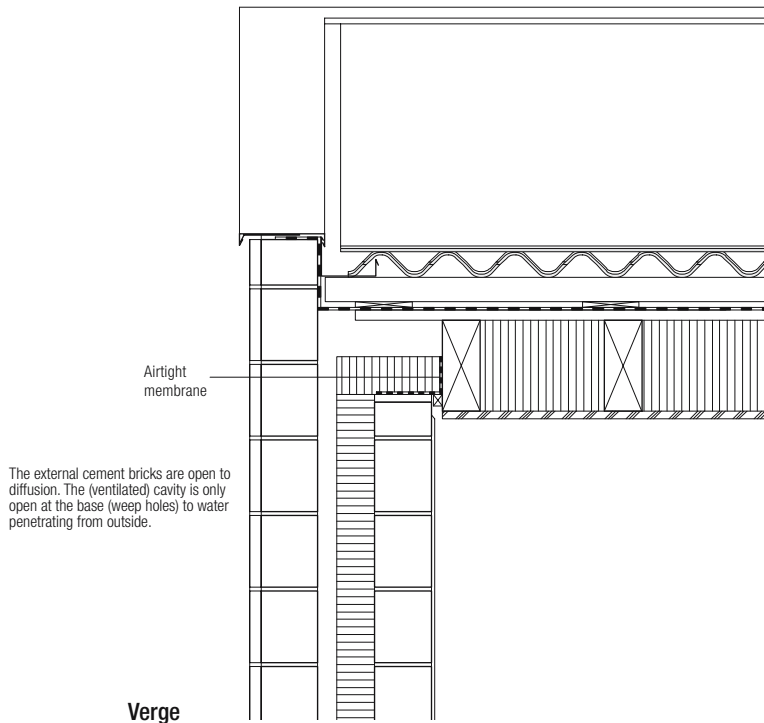 Airtight
membrane
The external cement bricks are open to
diffusion. The (ventilated) cavity is only
open at the base (weep holes) to water
penetrating from outside.
Verge